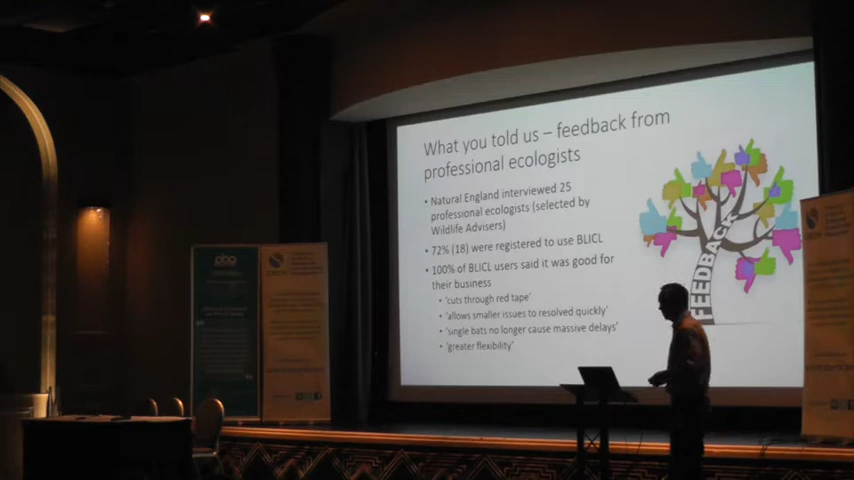 What you told us – feedback from
professional ecologists
• Natural England interviewed 25
professional ecologists (selected by
Wildlife Advisers)
• 72% (18) were registered to use BLICL
• 100% of BLICL users said it was good for
their business
• 'cuts through red tape'
• 'allows smaller issues to resolved quickly'
• 'single bats no longer cause massive delays'
• 'greater flexibility'
FEEDBACK
pbg